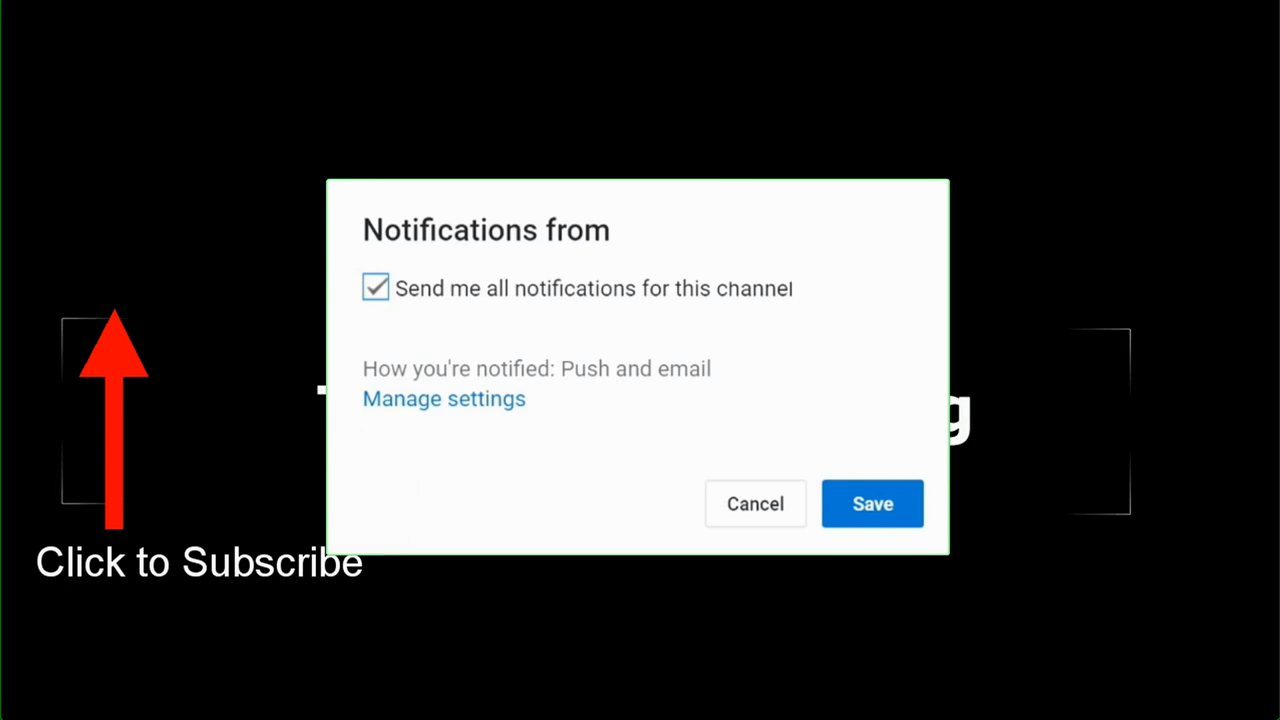 Notifications from
Send me all notifications for this channel
How you're notified: Push and email
Manage settings
Cancel
Save
Click to Subscribe